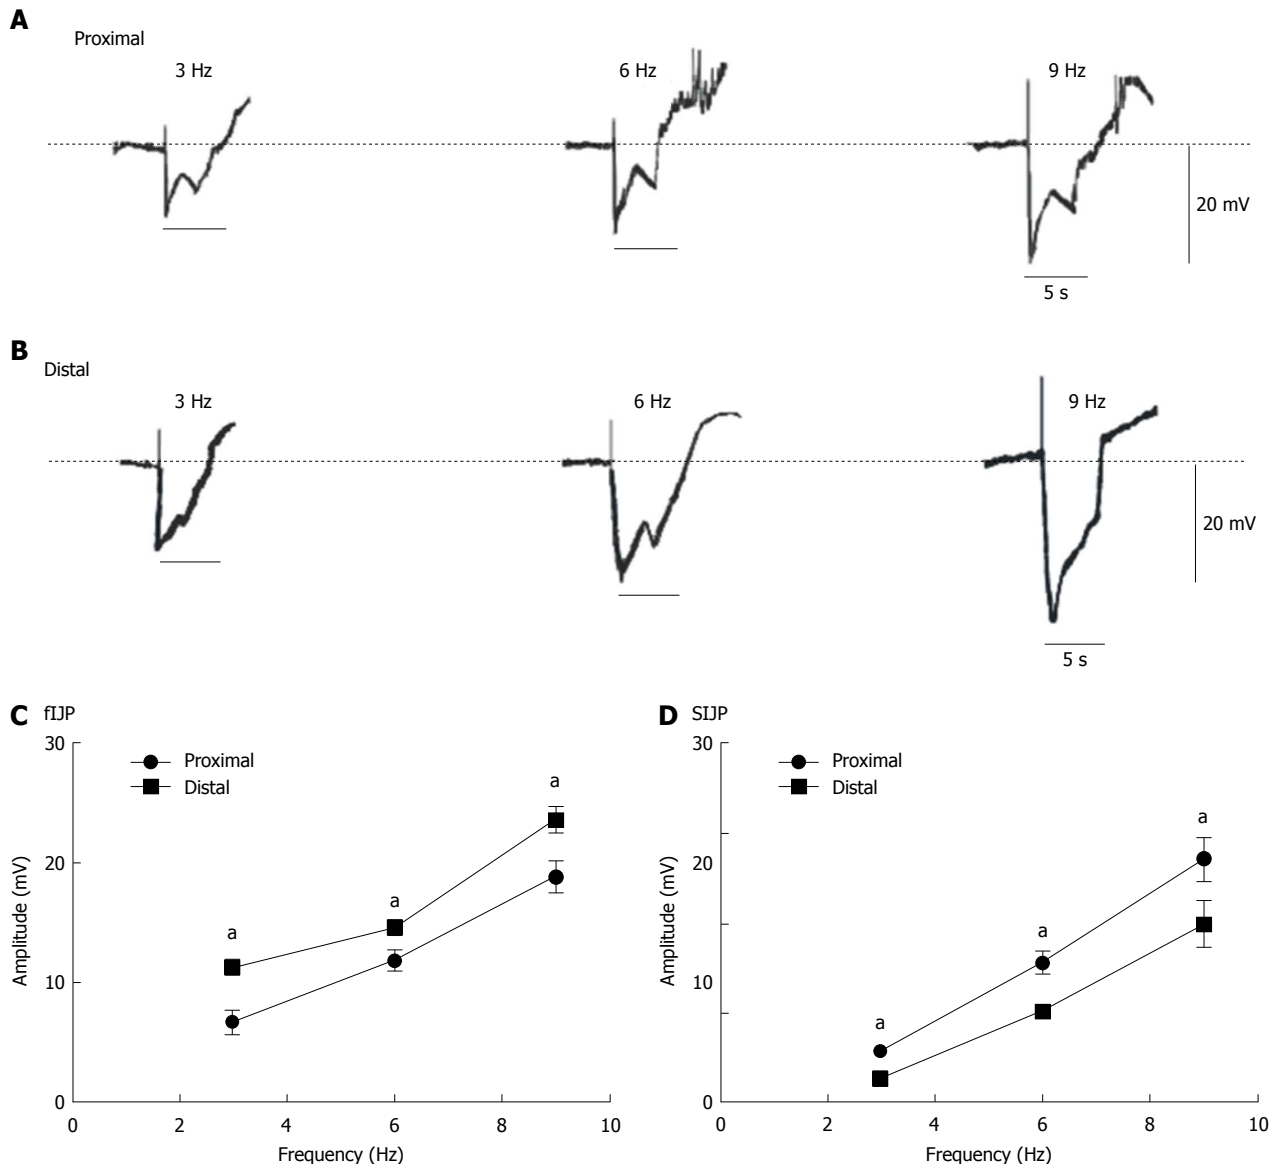 A
Proximal
3 Hz
6 Hz
9 Hz
20 mV
5 s
B
Distal
3 Hz
6 Hz
9 Hz
20 mV
5 s
C fIJP
30
20
10
0
Amplitude (mV)
Proximal
Distal
a
a
a
0 2 4 6 8 10
Frequency (Hz)
D SIJP
30
20
10
0
Amplitude (mV)
Proximal
Distal
a
a
a
0 2 4 6 8 10
Frequency (Hz)